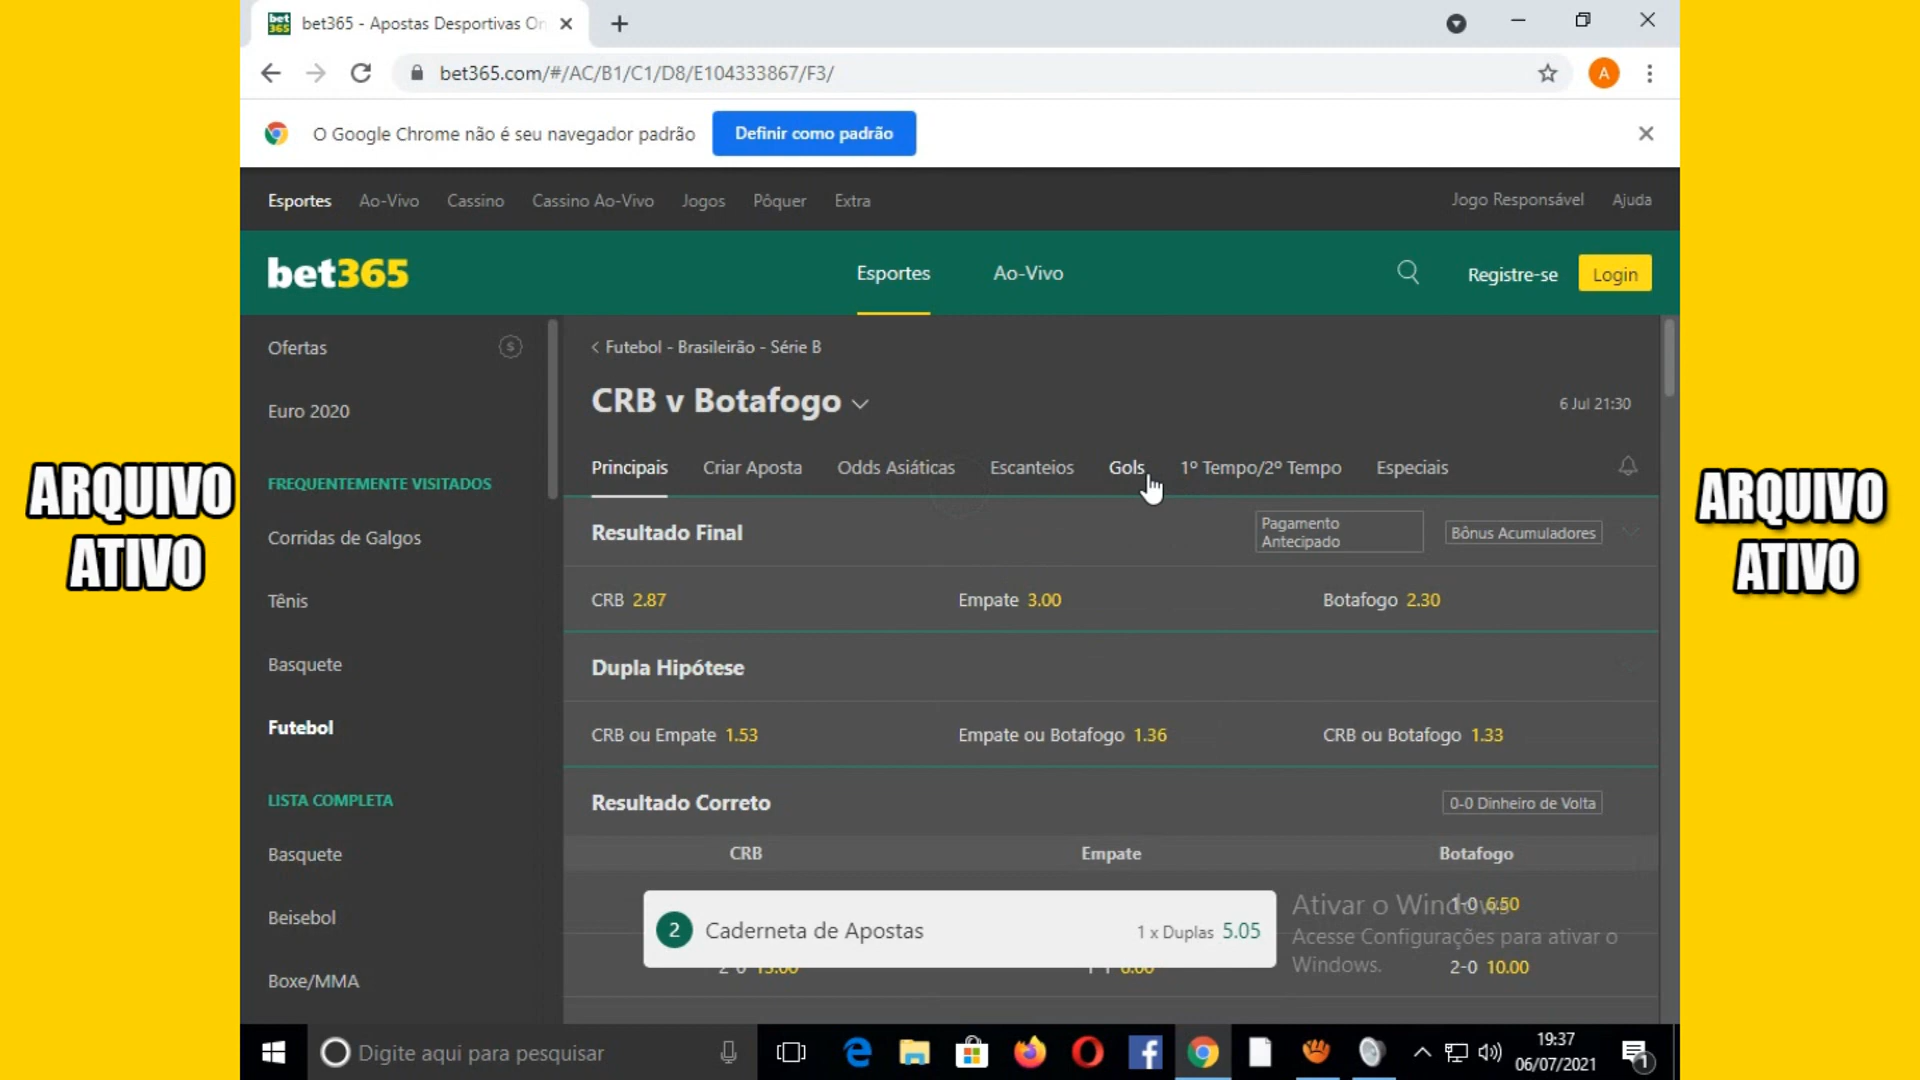 bet365 - Apostas Desportivas On
bet365.com/#/AC/B1/C1/D8/E104333867/F3/
A
O Google Chrome não é seu navegador padrão
Definir como padrão
Esportes Ao-Vivo Cassino Cassino Ao-Vivo Jogos Pôquer Extra
Jogo Responsável Ajuda
bet365
Esportes Ao-Vivo
Registre-se Login
Ofertas
Euro 2020
FREQUENTEMENTE VISITADOS
Corridas de Galgos
Tênis
Basquete
Futebol
LISTA COMPLETA
Basquete
Beisebol
Boxe/MMA
< Futebol - Brasileirão - Série B
CRB v Botafogo
6 Jul 21:30
Principais Criar Aposta Odds Asiáticas Escanteios Gols 1º Tempo/2º Tempo Especiais
Resultado Final
Pagamento
Antecipado
Bônus Acumuladores
CRB 2.87 Empate 3.00 Botafogo 2.30
Dupla Hipótese
CRB ou Empate 1.53 Empate ou Botafogo 1.36 CRB ou Botafogo 1.33
Resultado Correto
0-0 Dinheiro de Volta
CRB Empate Botafogo
1-0 6.50
2-0 10.00
2 Caderneta de Apostas 1 x Duplas 5.05
Ativar o Windows
Acesse Configurações para ativar o
Windows.
Digite aqui para pesquisar
19:37
06/07/2021
1
ARQUIVO
ATIVO
ARQUIVO
ATIVO